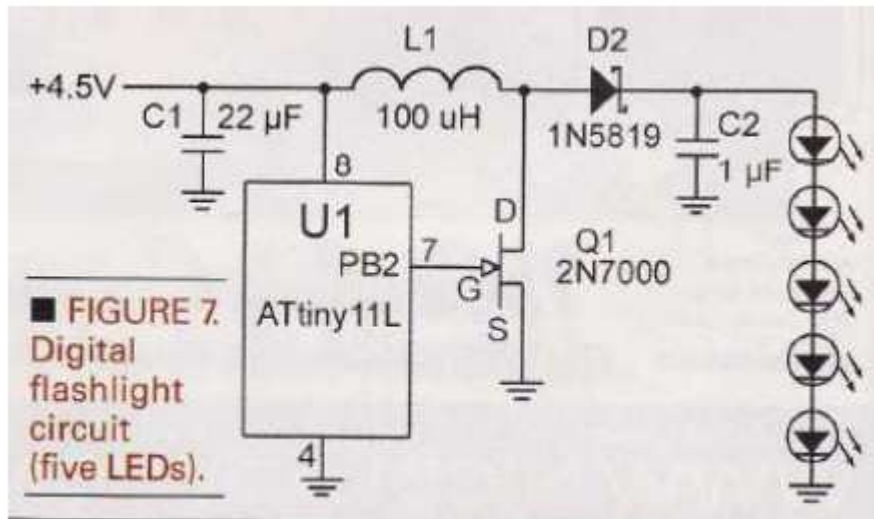 L1
D2
+4.5V
C1
22 µF
100 uH
1N5819
C2
1 µF
8
U1
D
PB2
7
Q1
2N7000
G
ATtiny11L
S
4
■ FIGURE 7.
Digital
flashlight
circuit
(five LEDs).